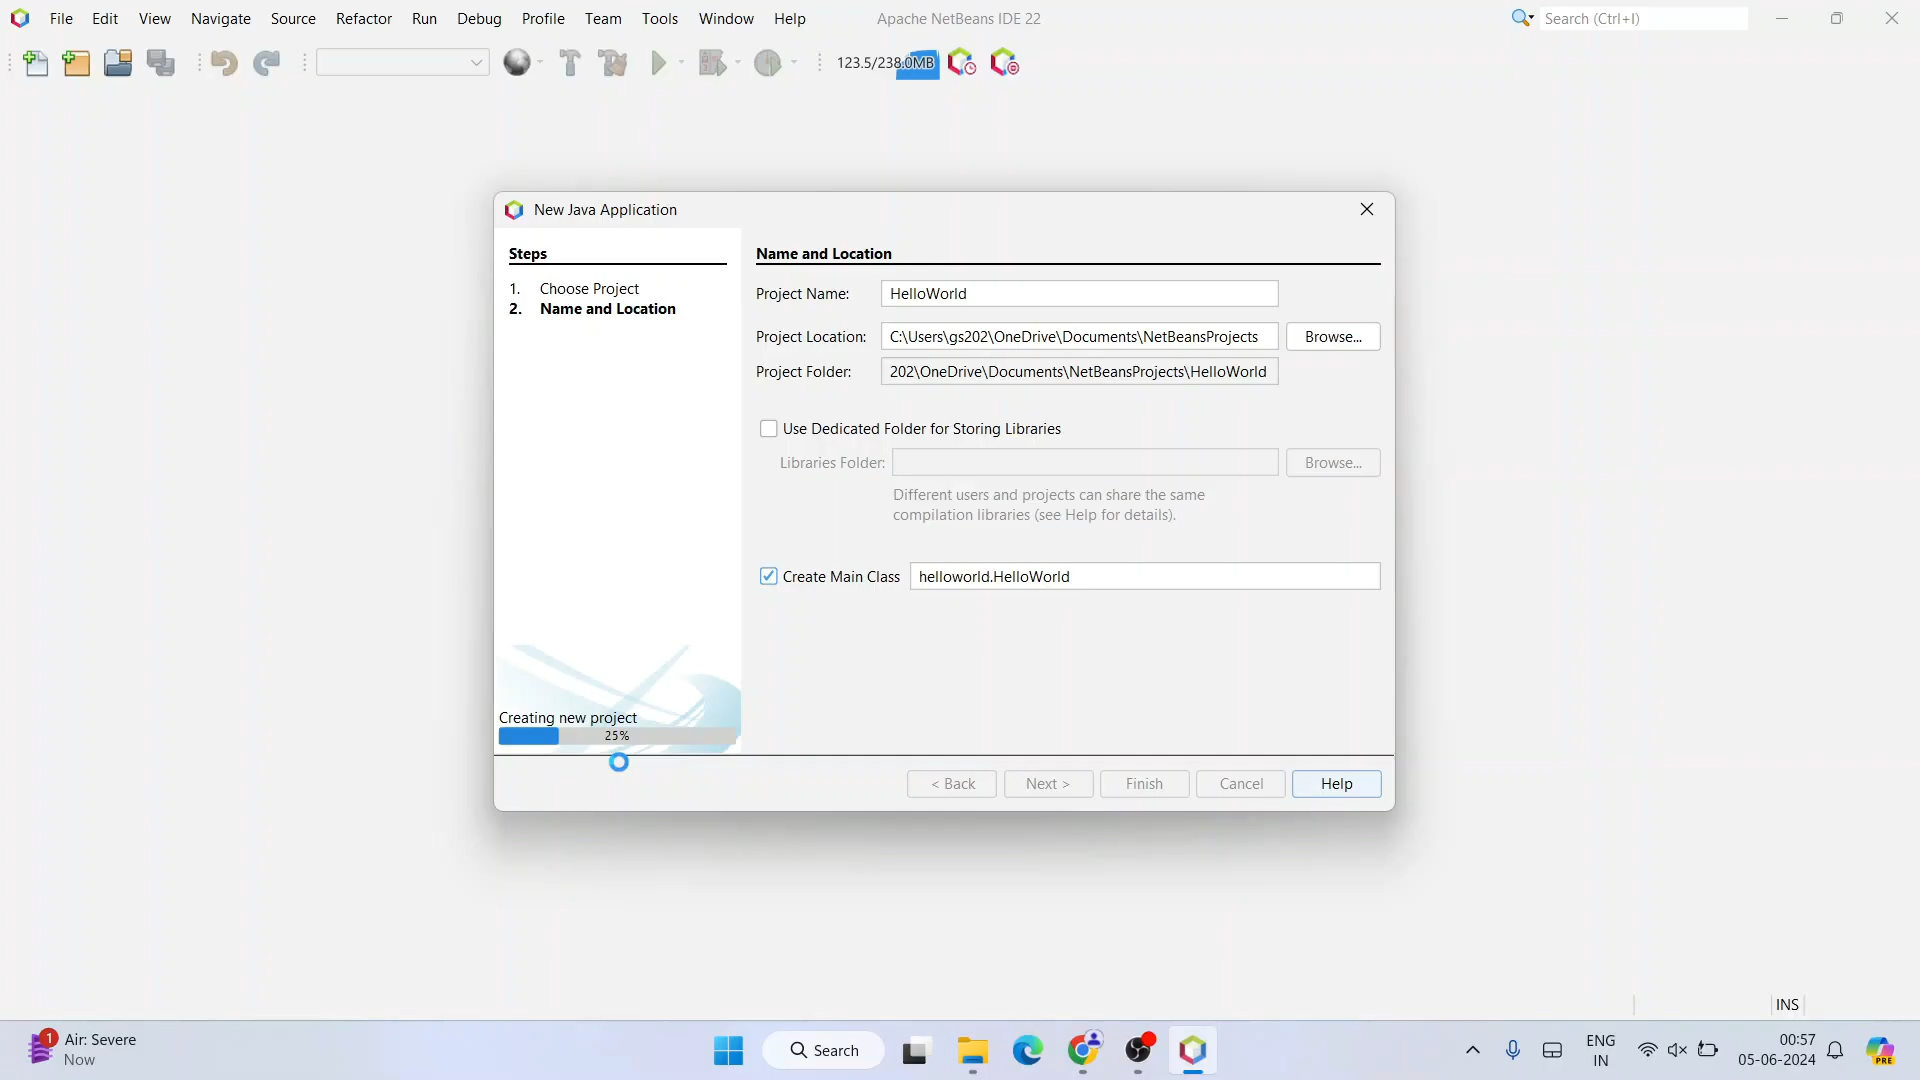 File Edit View Navigate Source Refactor Run Debug Profile Team Tools Window Help Apache NetBeans IDE 22 Search (Ctrl+I)
123.5/238.0MB
New Java Application
Steps
1. Choose Project
2. Name and Location
Name and Location
Project Name: HelloWorld
Project Location: C:\Users\gs202\OneDrive\Documents\NetBeansProjects Browse...
Project Folder: 202\OneDrive\Documents\NetBeansProjects\HelloWorld
Use Dedicated Folder for Storing Libraries
Libraries Folder: Browse...
Different users and projects can share the same
compilation libraries (see Help for details).
Create Main Class helloworld.HelloWorld
Creating new project
25%
< Back Next > Finish Cancel Help
INS
1 Air: Severe
Now
Search
ENG
IN
00:57
05-06-2024
PRE